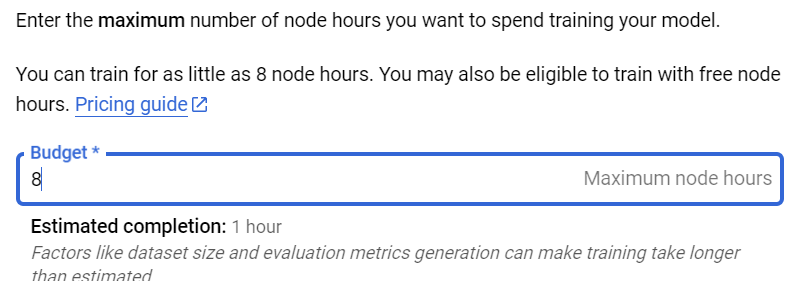 Enter the maximum number of node hours you want to spend training your model.
You can train for as little as 8 node hours. You may also be eligible to train with free node
hours. Pricing guide
Budget *
8 Maximum node hours
Estimated completion: 1 hour
Factors like dataset size and evaluation metrics generation can make training take longer
than estimated